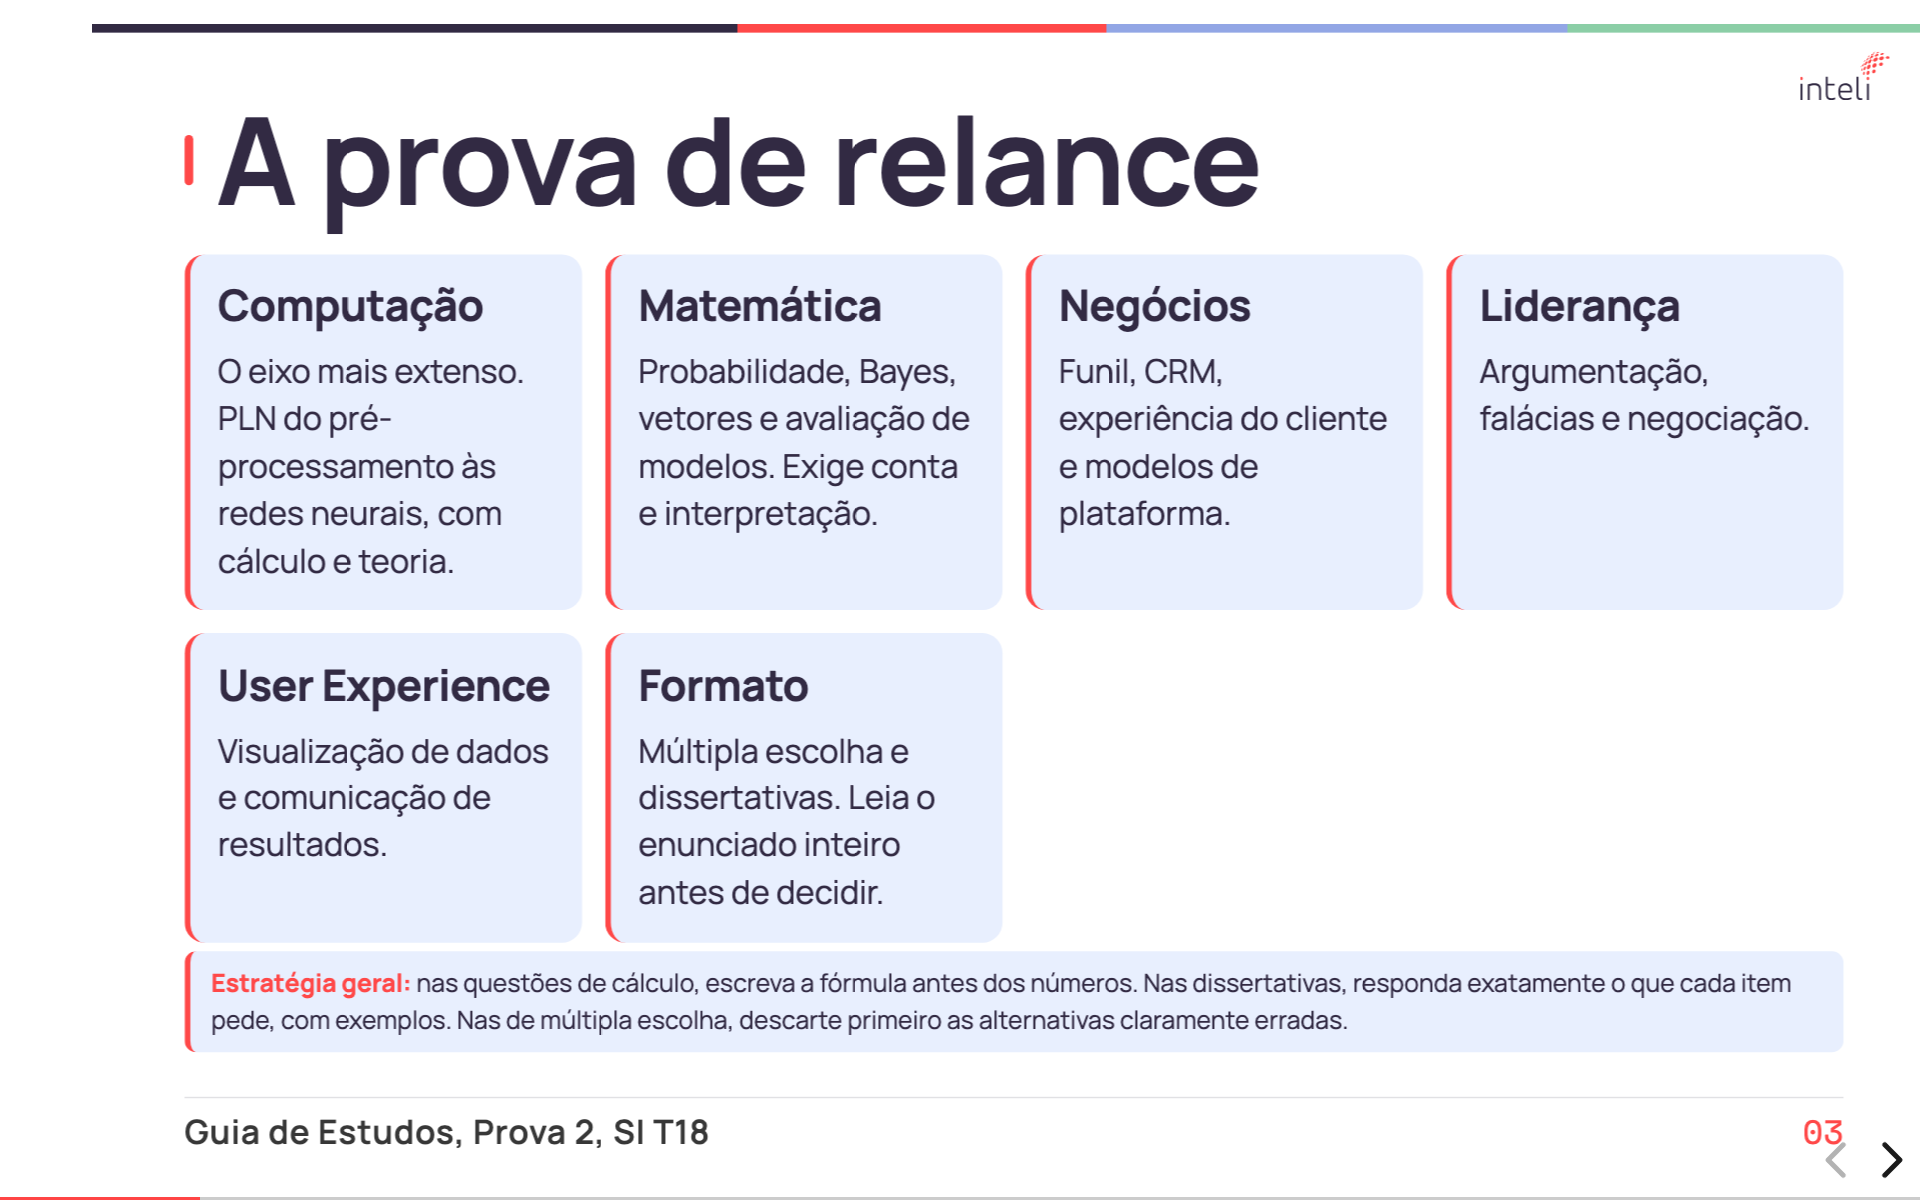 inteli
A prova de relance
Computação
O eixo mais extenso.
PLN do pré-
processamento às
redes neurais, com
cálculo e teoria.
Matemática
Probabilidade, Bayes,
vetores e avaliação de
modelos. Exige conta
e interpretação.
Negócios
Funil, CRM,
experiência do cliente
e modelos de
plataforma.
Liderança
Argumentação,
falácias e negociação.
User Experience
Visualização de dados
e comunicação de
resultados.
Formato
Múltipla escolha e
dissertativas. Leia o
enunciado inteiro
antes de decidir.
Estratégia geral: nas questões de cálculo, escreva a fórmula antes dos números. Nas dissertativas, responda exatamente o que cada item
pede, com exemplos. Nas de múltipla escolha, descarte primeiro as alternativas claramente erradas.
Guia de Estudos, Prova 2, SI T18
03